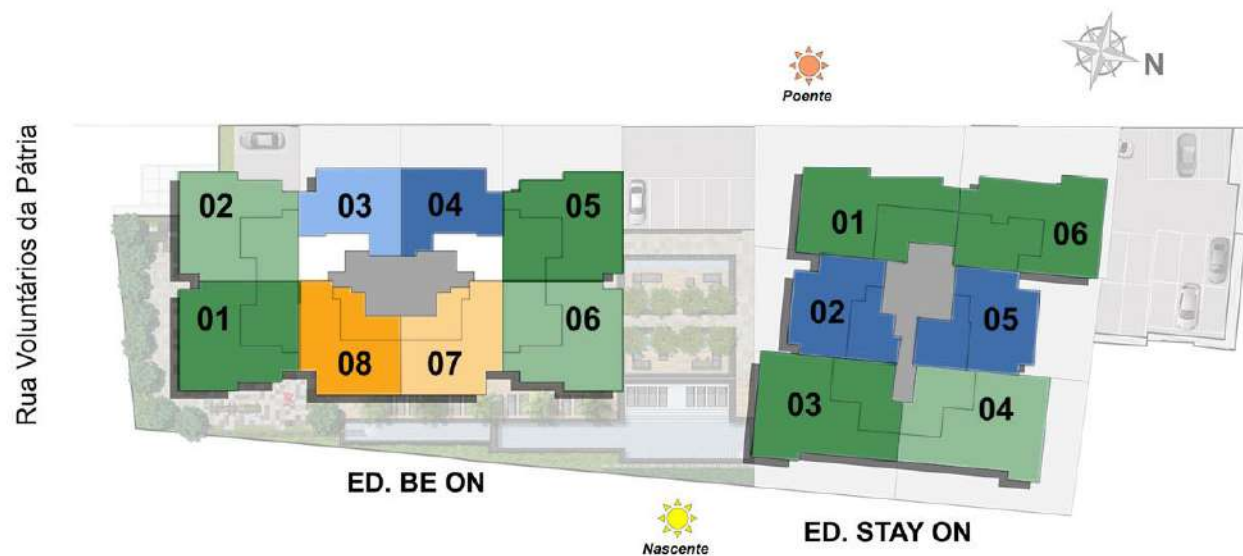 Poente
N
Rua Voluntários da Pátria
02
03
04
05
01
08
07
06
01
06
02
05
03
04
ED. BE ON
Nascente
ED. STAY ON